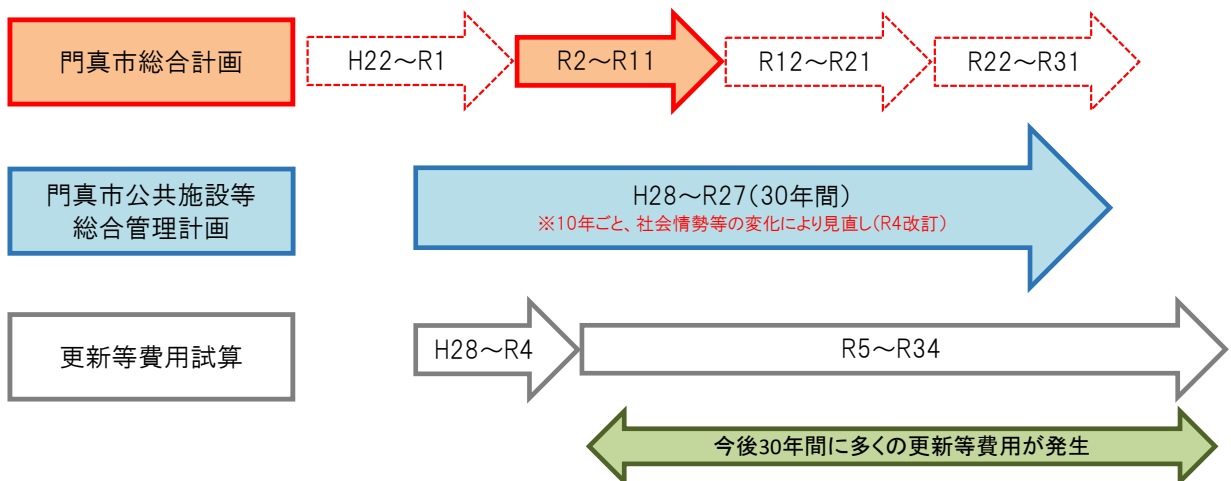 門真市総合計画
H22～R1
R2～R11
R12～R21
R22～R31
門真市公共施設等
総合管理計画
H28～R27（30年間）
※10年ごと、社会情勢等の変化により見直し（R4改訂）
更新等費用試算
H28～R4
R5～R34
今後30年間に多くの更新等費用が発生